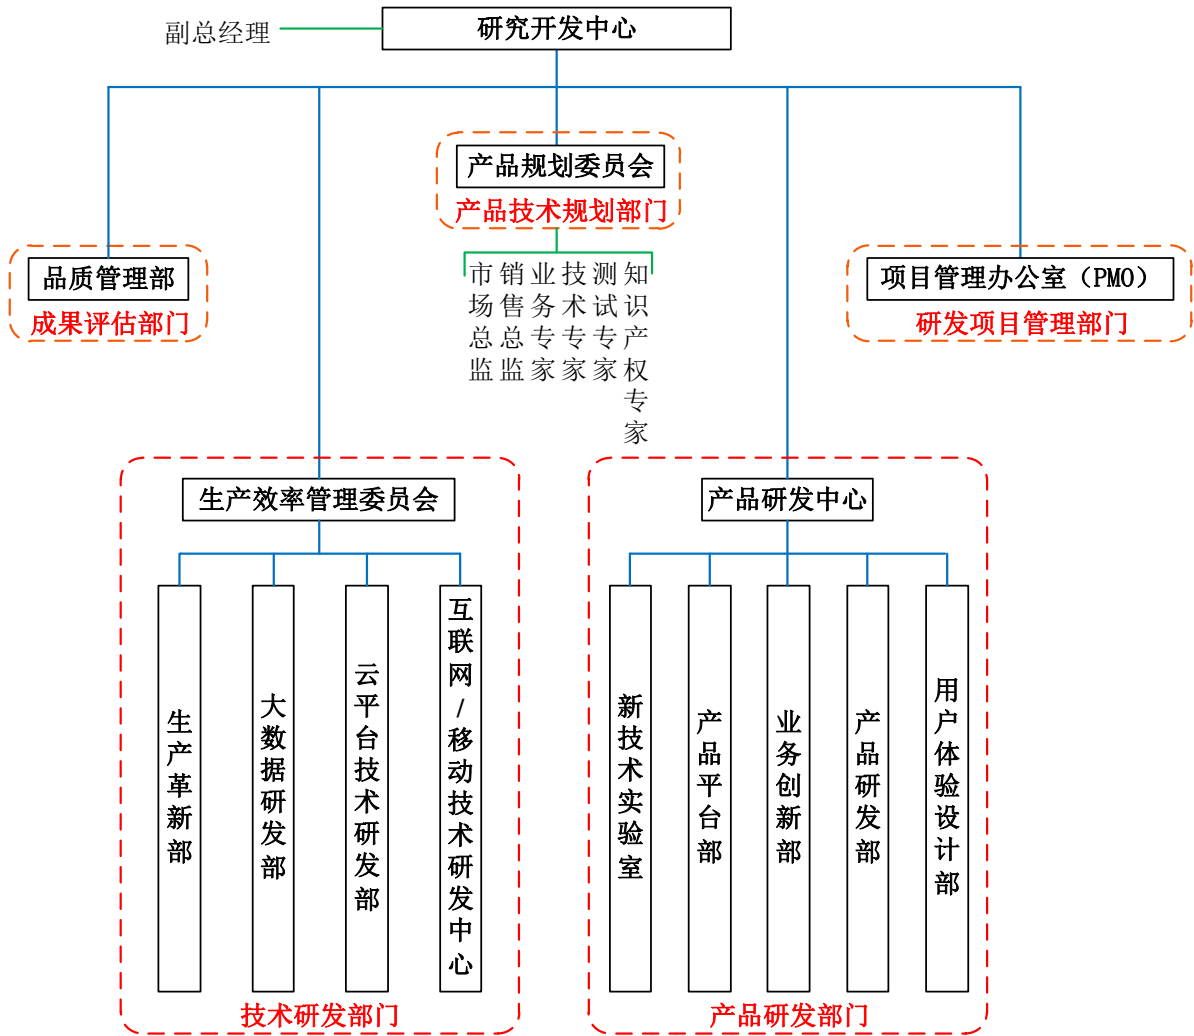 副总经理
研究开发中心
产品规划委员会
产品技术规划部门
品质管理部
成果评估部门
项目管理办公室（PMO）
研发项目管理部门
市场总监
销售总监
业务专家
技术专家
测试专家
知识产权专家
生产效率管理委员会
产品研发中心
生产革新部
大数据研发部
云平台技术研发部
互联网/移动技术研发中心
新技术实验室
产品平台部
业务创新部
产品研发部
用户体验设计部
技术研发部门
产品研发部门